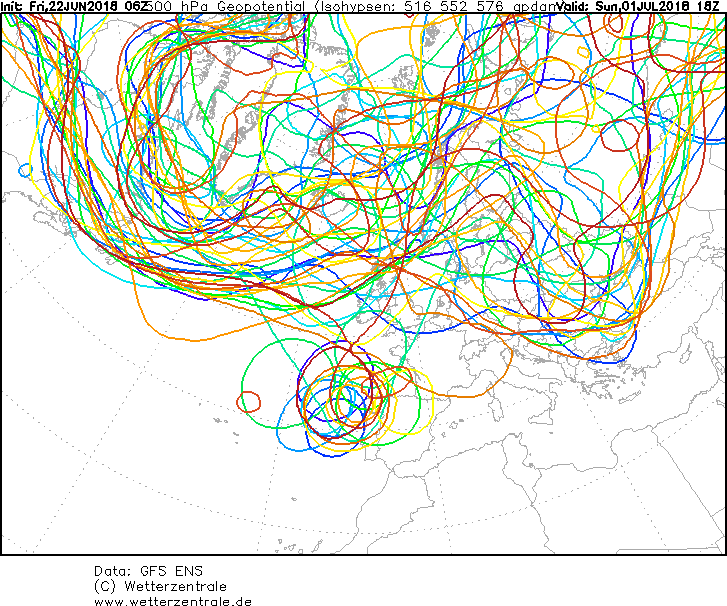 Init: Fri,22JUN2018 06Z 500 hPa Geopotential (Isohypsen: 516 552 576 gpdam) Valid: Sun,01JUL2018 18Z
Data: GFS ENS
(C) Wetterzentrale
www.wetterzentrale.de